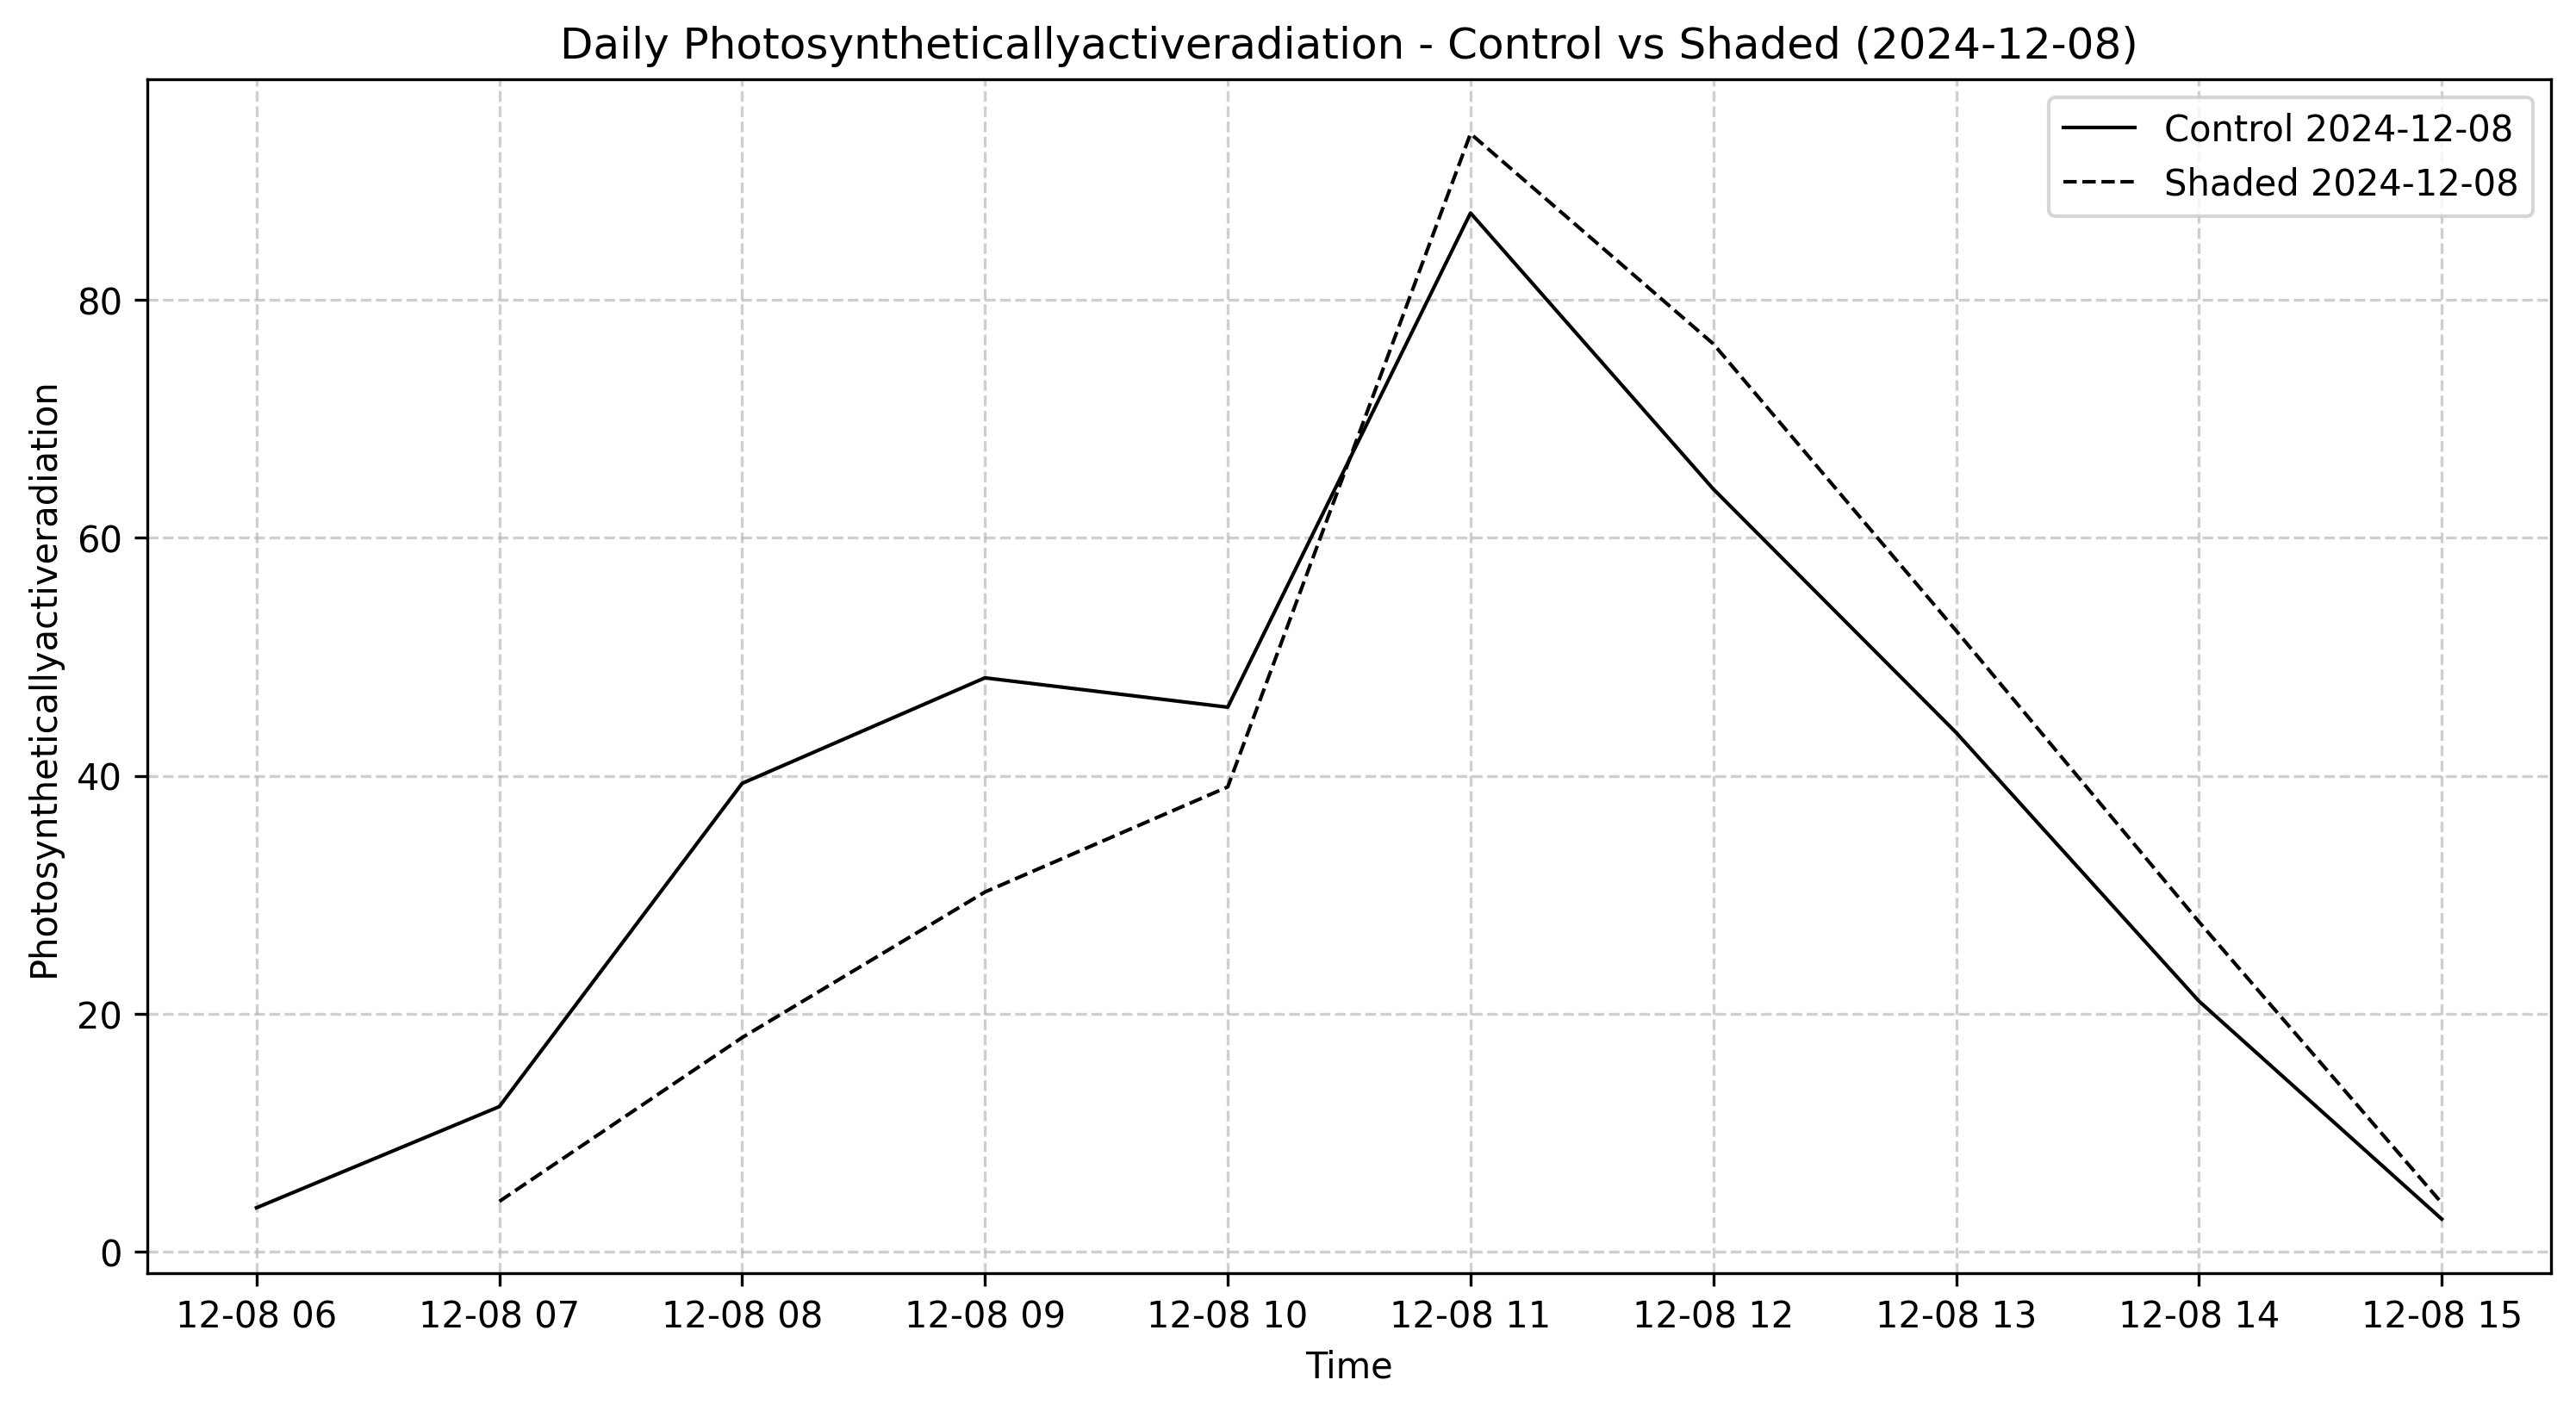 Daily Photosyntheticallyactiveradiation - Control vs Shaded (2024-12-08)
Control 2024-12-08
Shaded 2024-12-08
Photosyntheticallyactiveradiation
80
60
40
20
0
12-08 06 12-08 07 12-08 08 12-08 09 12-08 10 12-08 11 12-08 12 12-08 13 12-08 14 12-08 15
Time